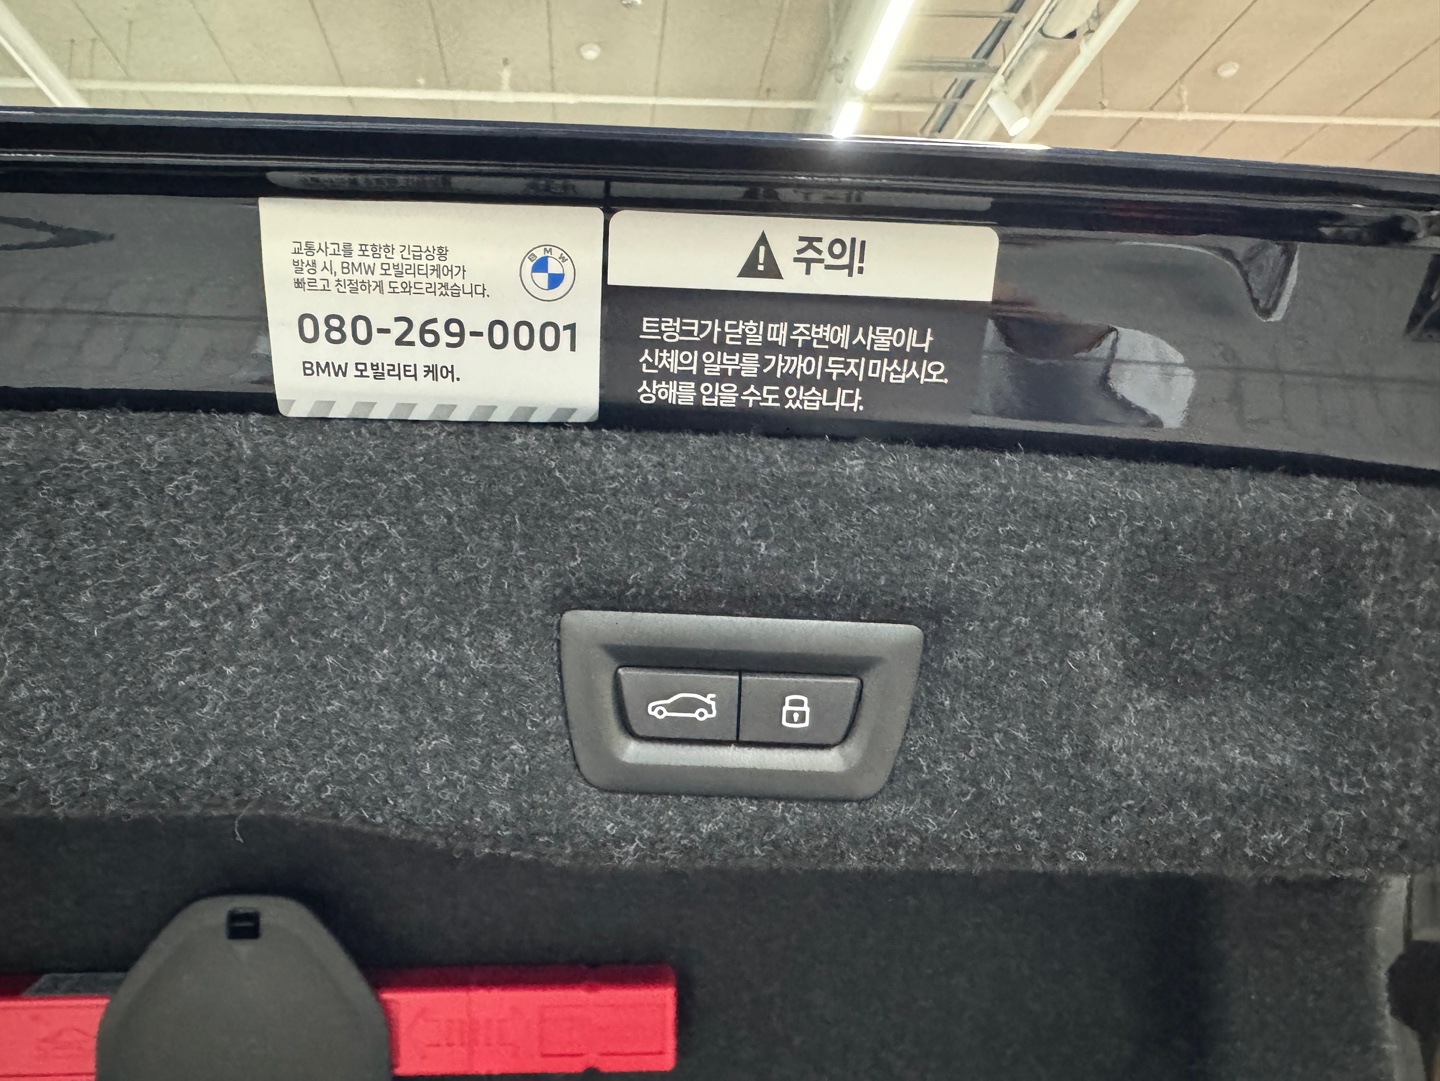 교통사고를 포함한 긴급상황
발생 시, BMW 모빌리티케어가
빠르고 친절하게 도와드리겠습니다.
BMW
080-269-0001
BMW 모빌리티 케어.
주의!
트렁크가 닫힐 때 주변에 사물이나
신체의 일부를 가까이 두지 마십시오.
상해를 입을 수도 있습니다.